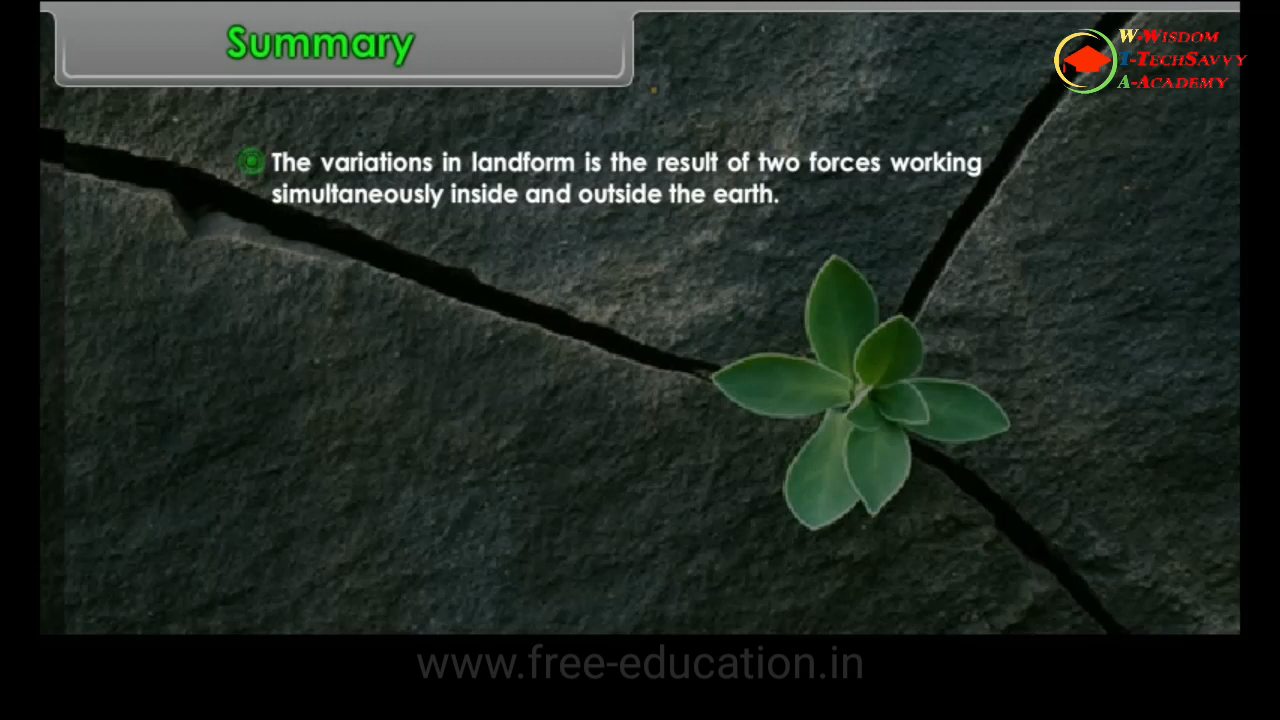 Summary
W-Wisdom
T-TechSavvy
A-Academy
The variations in landform is the result of two forces working
simultaneously inside and outside the earth.
www.free-education.in